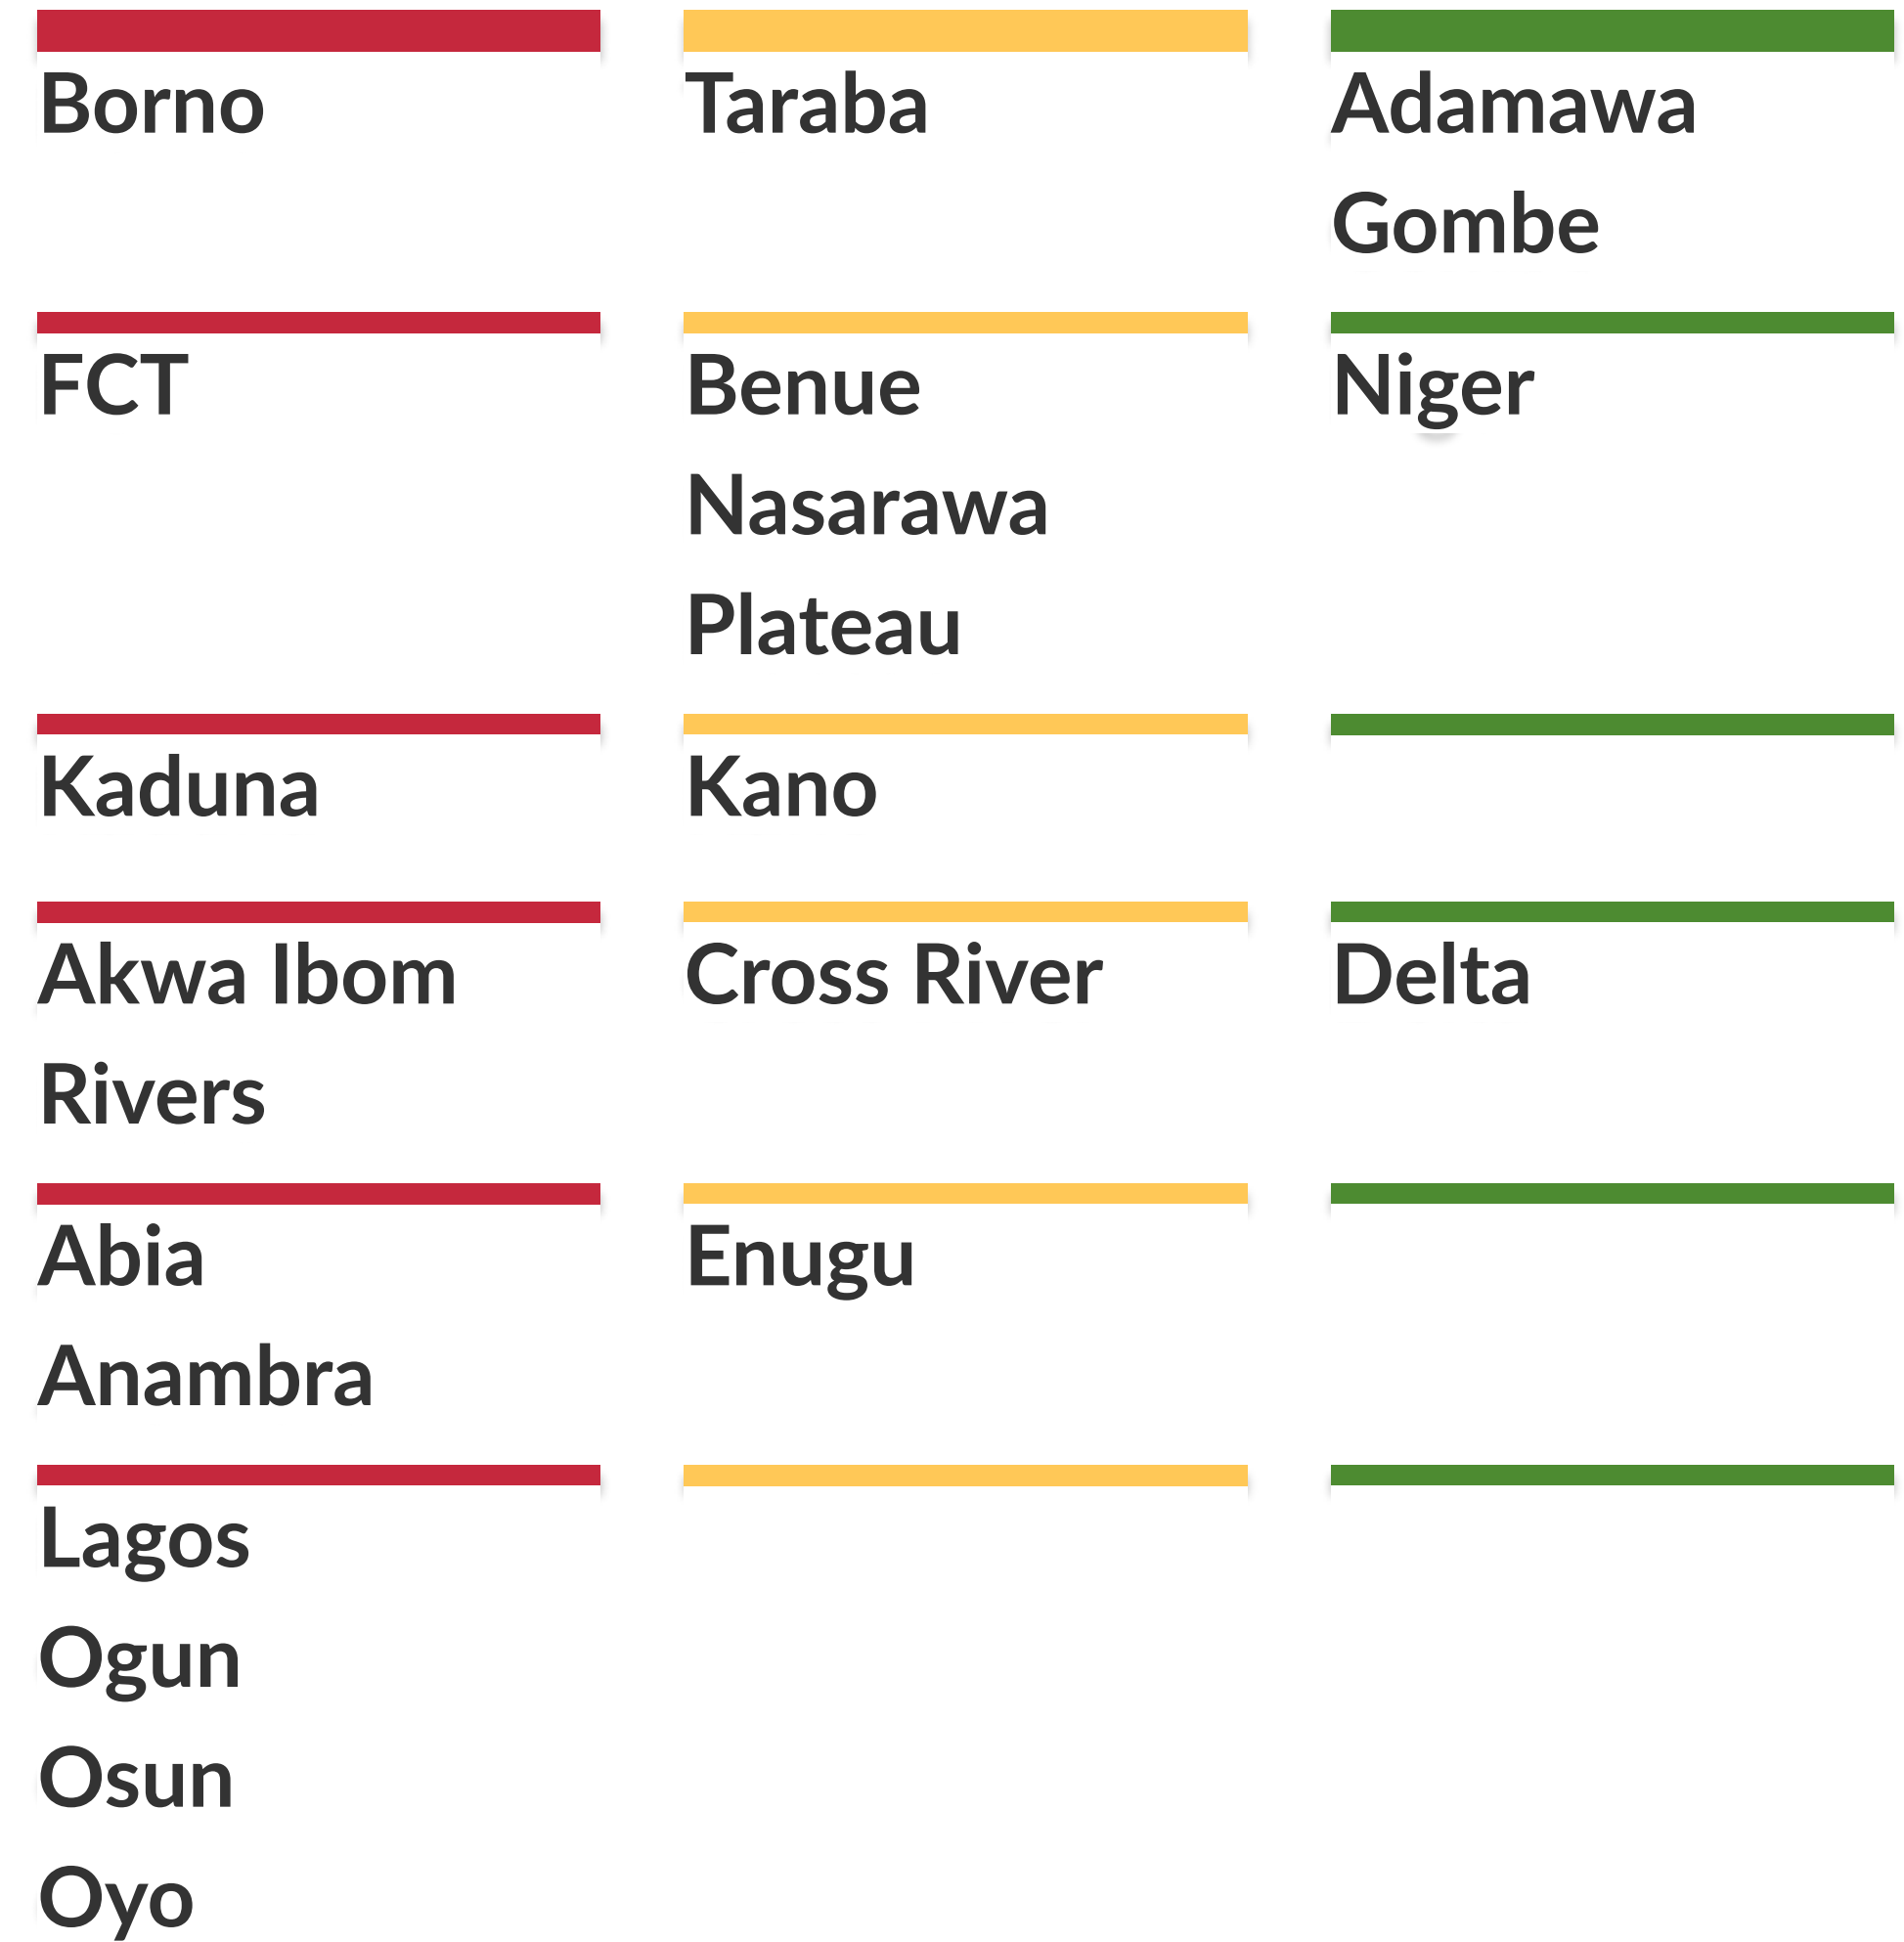 Borno
Taraba
Adamawa
Gombe
FCT
Benue
Niger
Nasarawa
Plateau
Kaduna
Kano
Akwa Ibom
Cross River
Delta
Rivers
Abia
Enugu
Anambra
Lagos
Ogun
Osun
Oyo